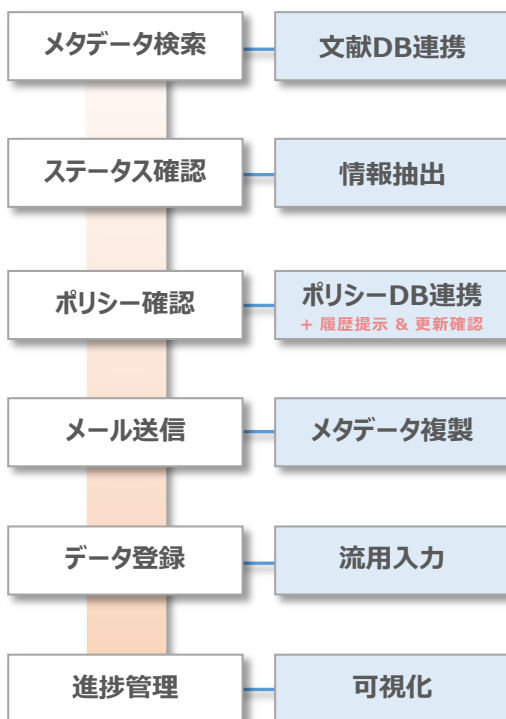 メタデータ検索
文献DB連携
ステータス確認
情報抽出
ポリシー確認
ポリシーDB連携
+ 履歴提示 & 更新確認
メール送信
メタデータ複製
データ登録
流用入力
進捗管理
可視化